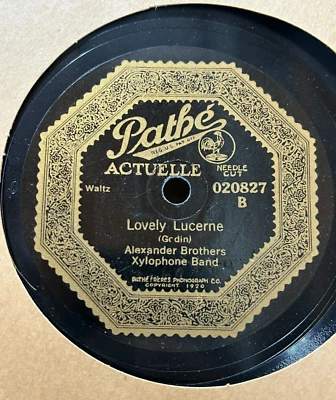 Pathé
REG. U.S. PAT. OFF.
ACTUELLE
NEEDLE
CUT
Waltz
020827
B
Lovely Lucerne
(Godin)
Alexander Brothers
Xylophone Band
PATHÉ FRÈRES PHONOGRAPH CO.
COPYRIGHT 1920